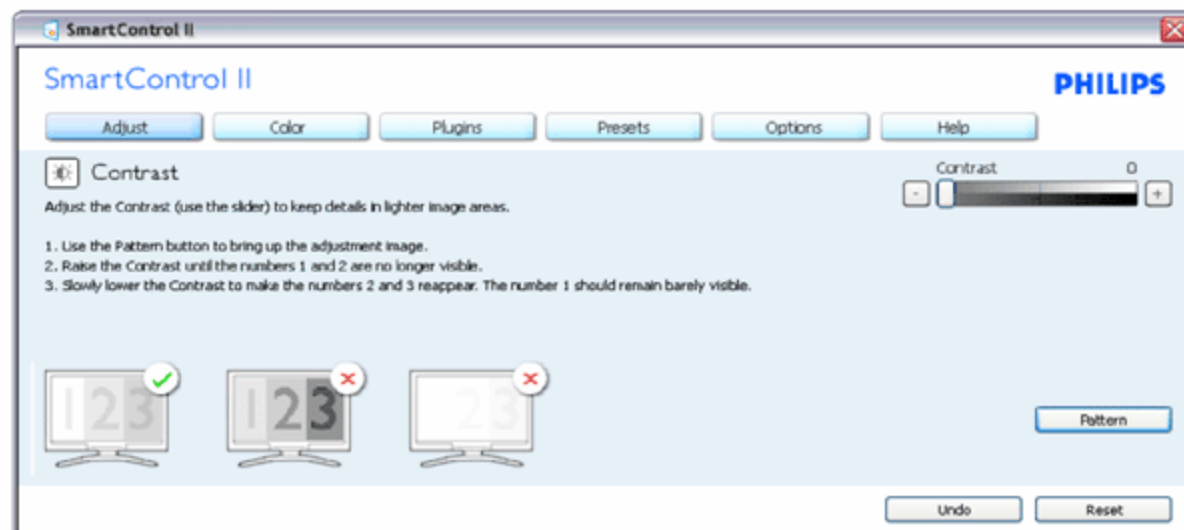 SmartControl II
SmartControl II
PHILIPS
Adjust Color Plugins Presets Options Help
Contrast
Contrast 0
- +
Adjust the Contrast (use the slider) to keep details in lighter image areas.
1. Use the Pattern button to bring up the adjustment image.
2. Raise the Contrast until the numbers 1 and 2 are no longer visible.
3. Slowly lower the Contrast to make the numbers 2 and 3 reappear. The number 1 should remain barely visible.
123 123 23
Pattern
Undo Reset